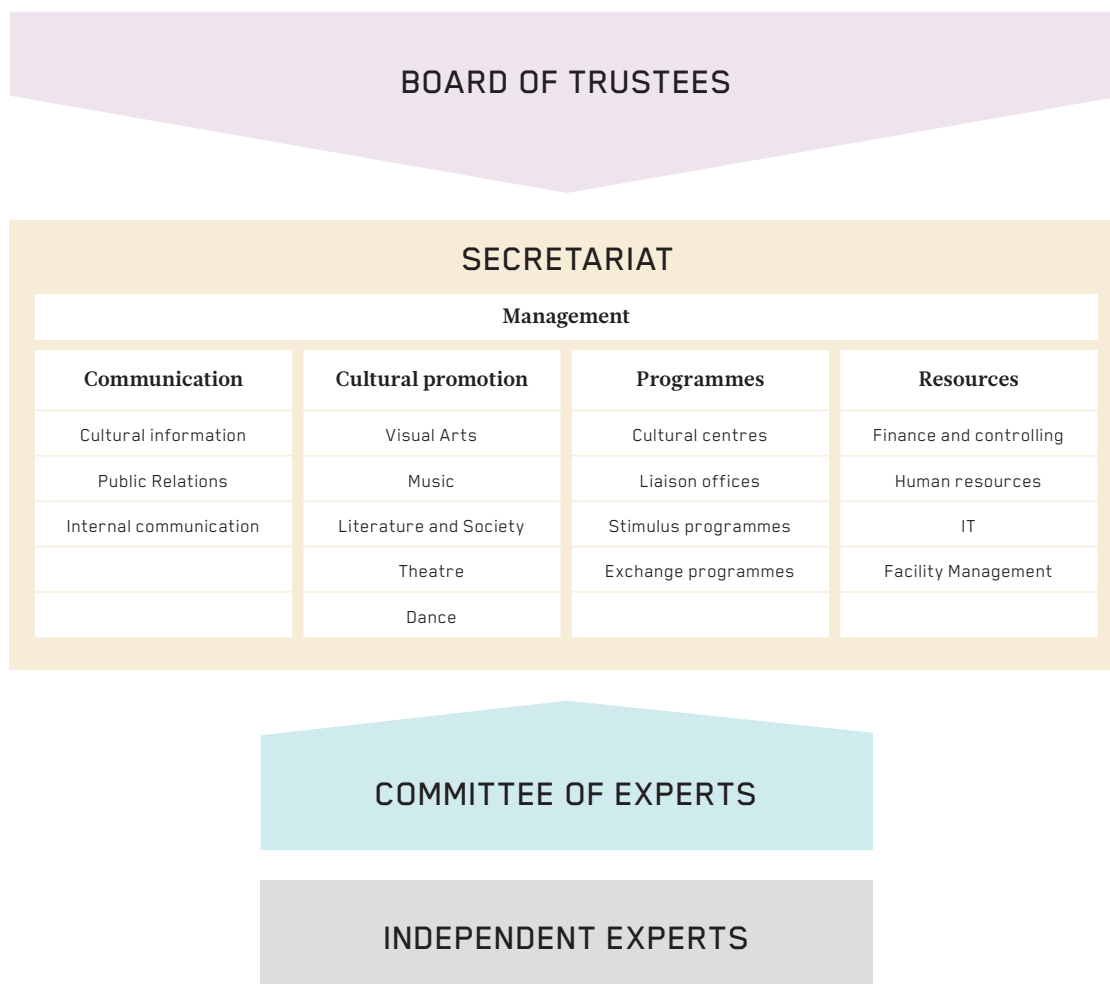 BOARD OF TRUSTEES
SECRETARIAT
Management
Communication
Cultural information
Public Relations
Internal communication
Cultural promotion
Visual Arts
Music
Literature and Society
Theatre
Dance
Programmes
Cultural centres
Liaison offices
Stimulus programmes
Exchange programmes
Resources
Finance and controlling
Human resources
IT
Facility Management
COMMITTEE OF EXPERTS
INDEPENDENT EXPERTS